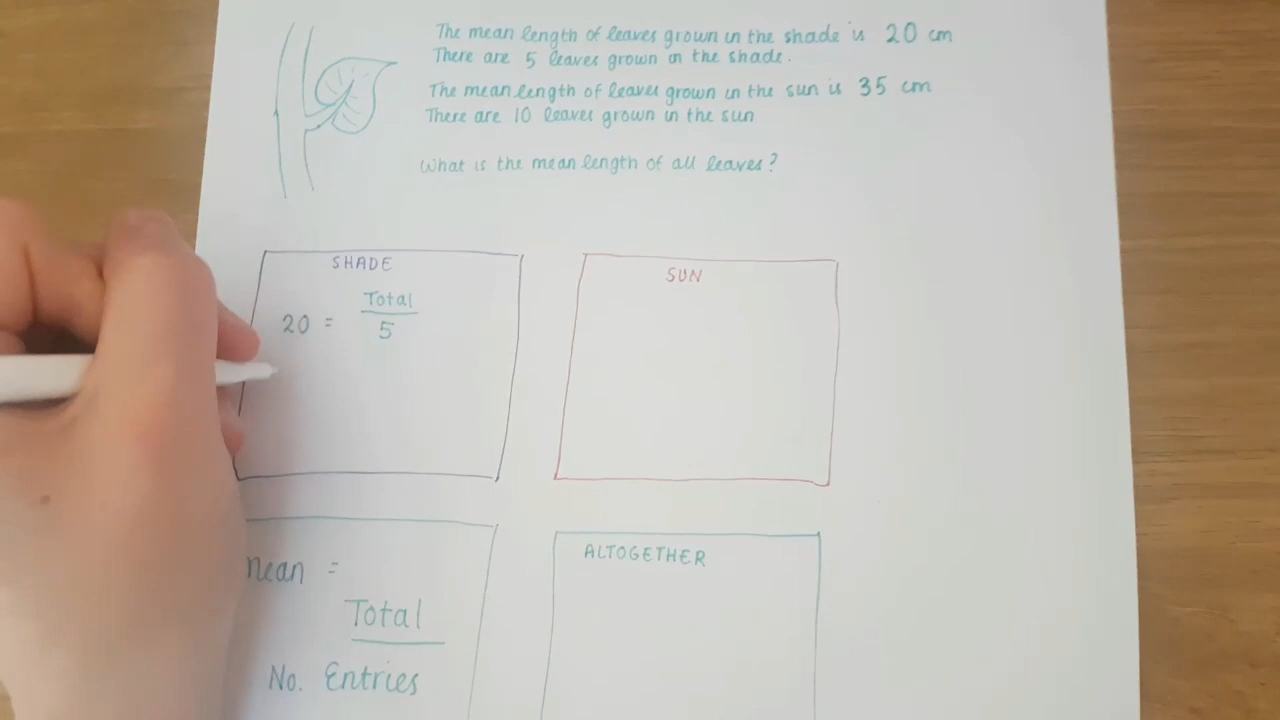 The mean length of leaves grown in the shade is 20 cm
There are 5 leaves grown in the shade.
The mean length of leaves grown in the sun is 35 cm
There are 10 leaves grown in the sun
What is the mean length of all leaves?
SHADE
20 = Total
5
SUN
mean =
Total
No. Entries
ALTOGETHER